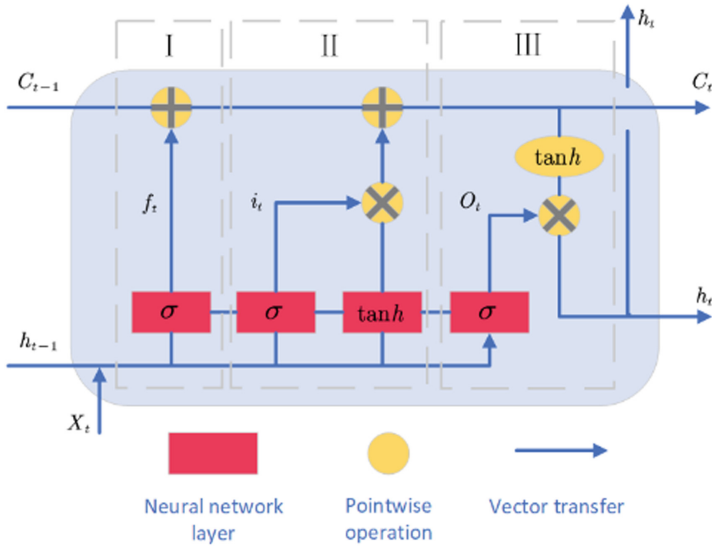 I
II
III
h_t
C_{t-1}
C_t
tanh
f_t
i_t
O_t
σ
σ
tanh
σ
h_{t-1}
h_t
X_t
Neural network
layer
Pointwise
operation
Vector transfer